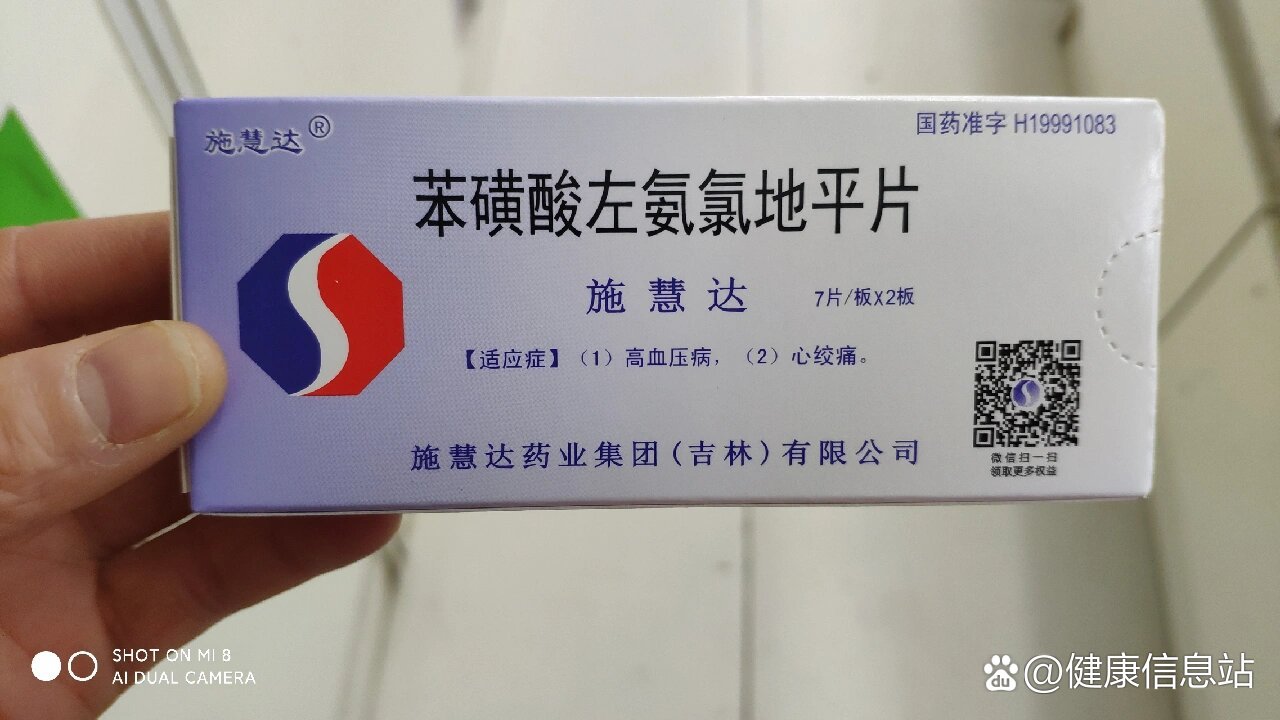 施慧达®
国药准字 H19991083
苯磺酸左氨氯地平片
施慧达 7片/板X2板
【适应症】（1）高血压病，（2）心绞痛。
施慧达药业集团（吉林）有限公司
微信扫一扫
领取更多权益
SHOT ON MI 8
AI DUAL CAMERA
du @健康信息站